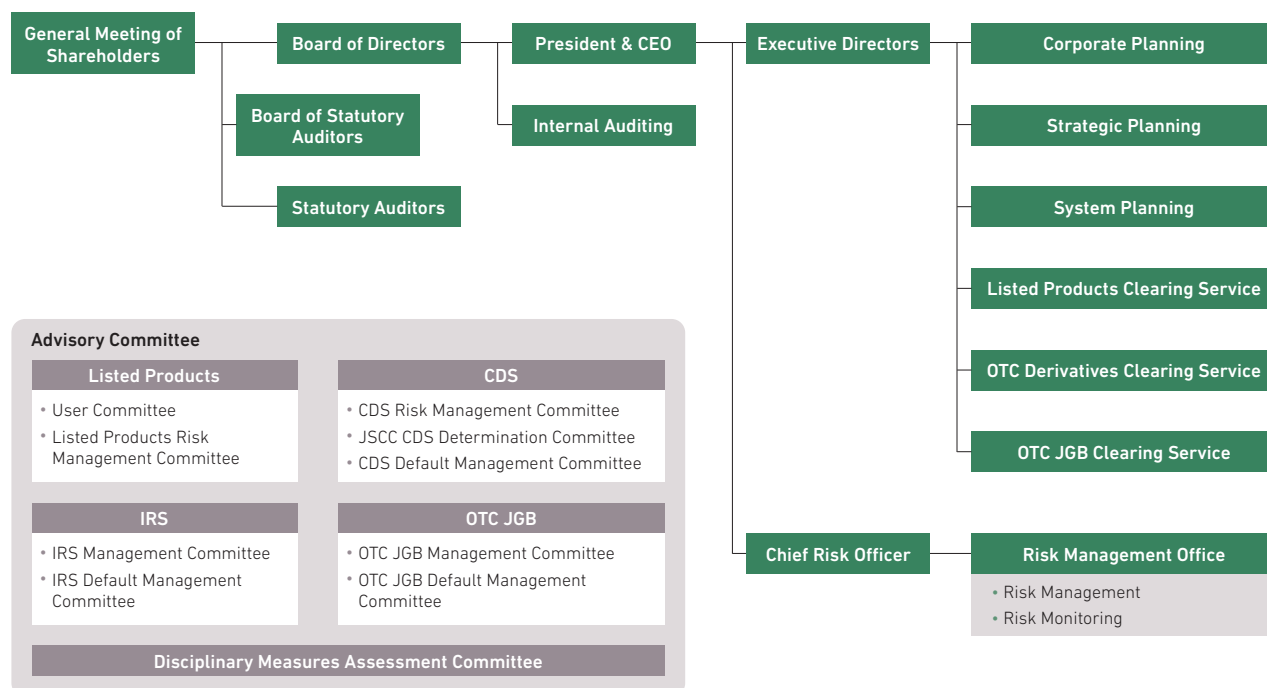 General Meeting of
Shareholders
Board of Directors
President & CEO
Executive Directors
Corporate Planning
Board of Statutory
Auditors
Internal Auditing
Strategic Planning
Statutory Auditors
System Planning
Listed Products Clearing Service
OTC Derivatives Clearing Service
OTC JGB Clearing Service
Chief Risk Officer
Risk Management Office
• Risk Management
• Risk Monitoring
Advisory Committee
Listed Products
• User Committee
• Listed Products Risk
Management Committee
CDS
• CDS Risk Management Committee
• JSCC CDS Determination Committee
• CDS Default Management Committee
IRS
• IRS Management Committee
• IRS Default Management
Committee
OTC JGB
• OTC JGB Management Committee
• OTC JGB Default Management
Committee
Disciplinary Measures Assessment Committee